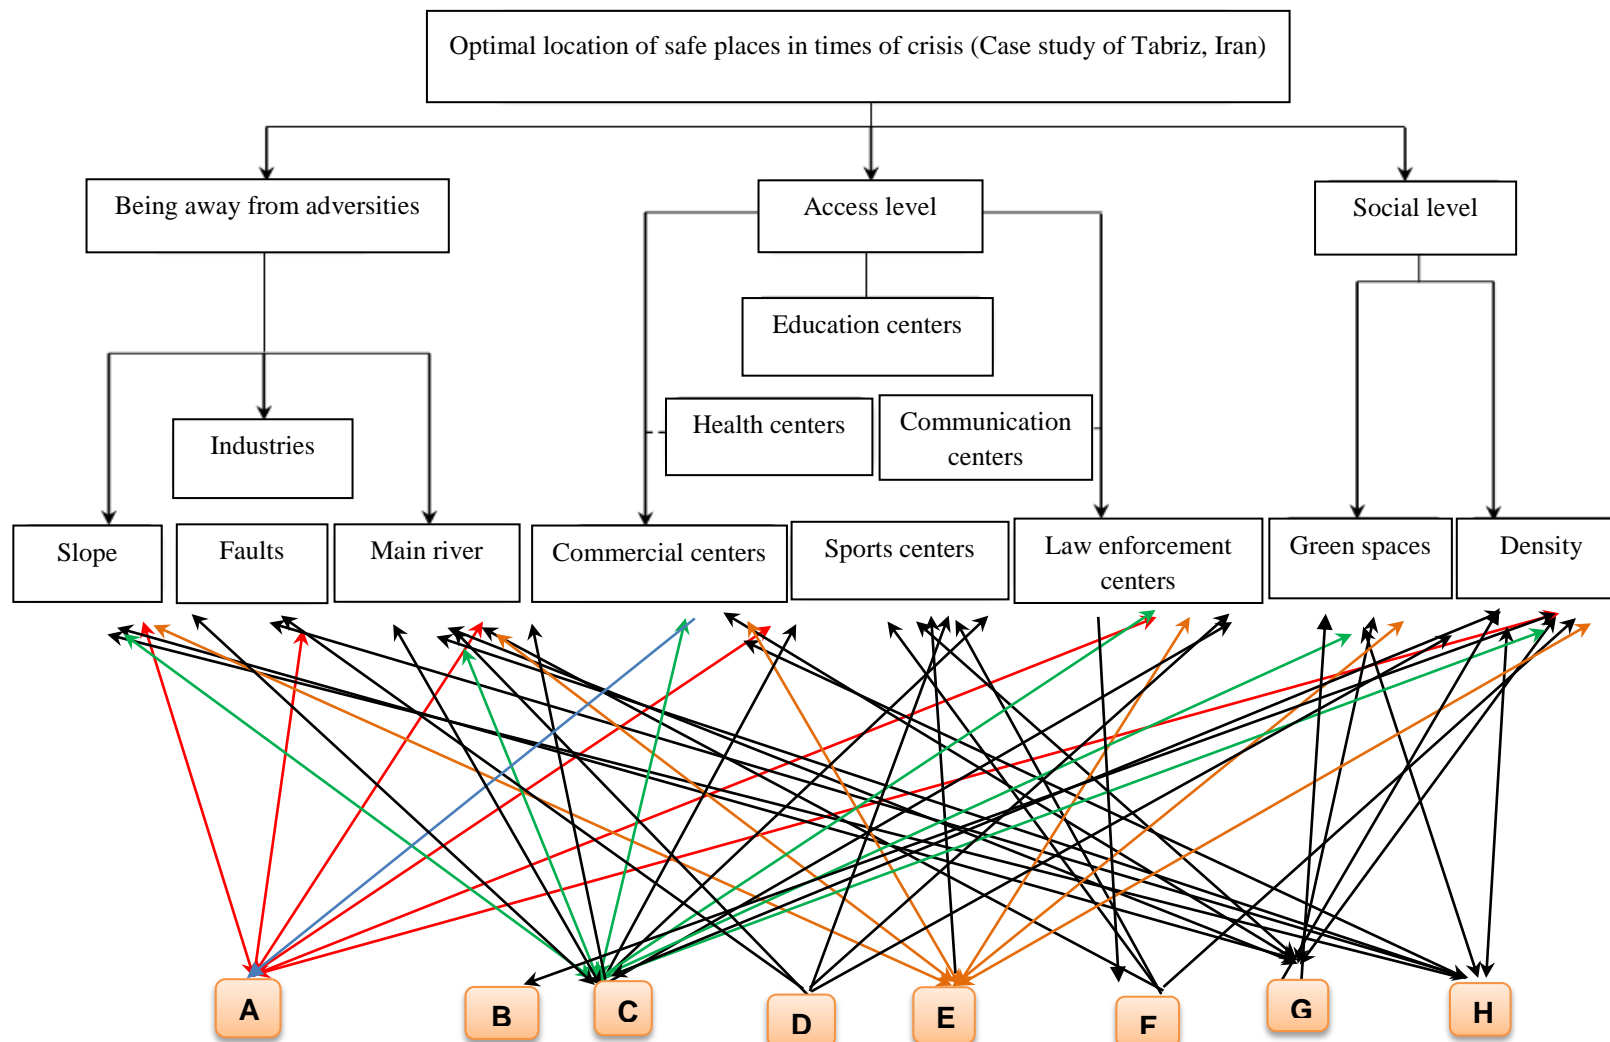 Optimal location of safe places in times of crisis (Case study of Tabriz, Iran)
Being away from adversities
Access level
Social level
Education centers
Health centers
Communication
centers
Industries
Slope
Faults
Main river
Commercial centers
Sports centers
Law enforcement
centers
Green spaces
Density
A
B
C
D
E
F
G
H